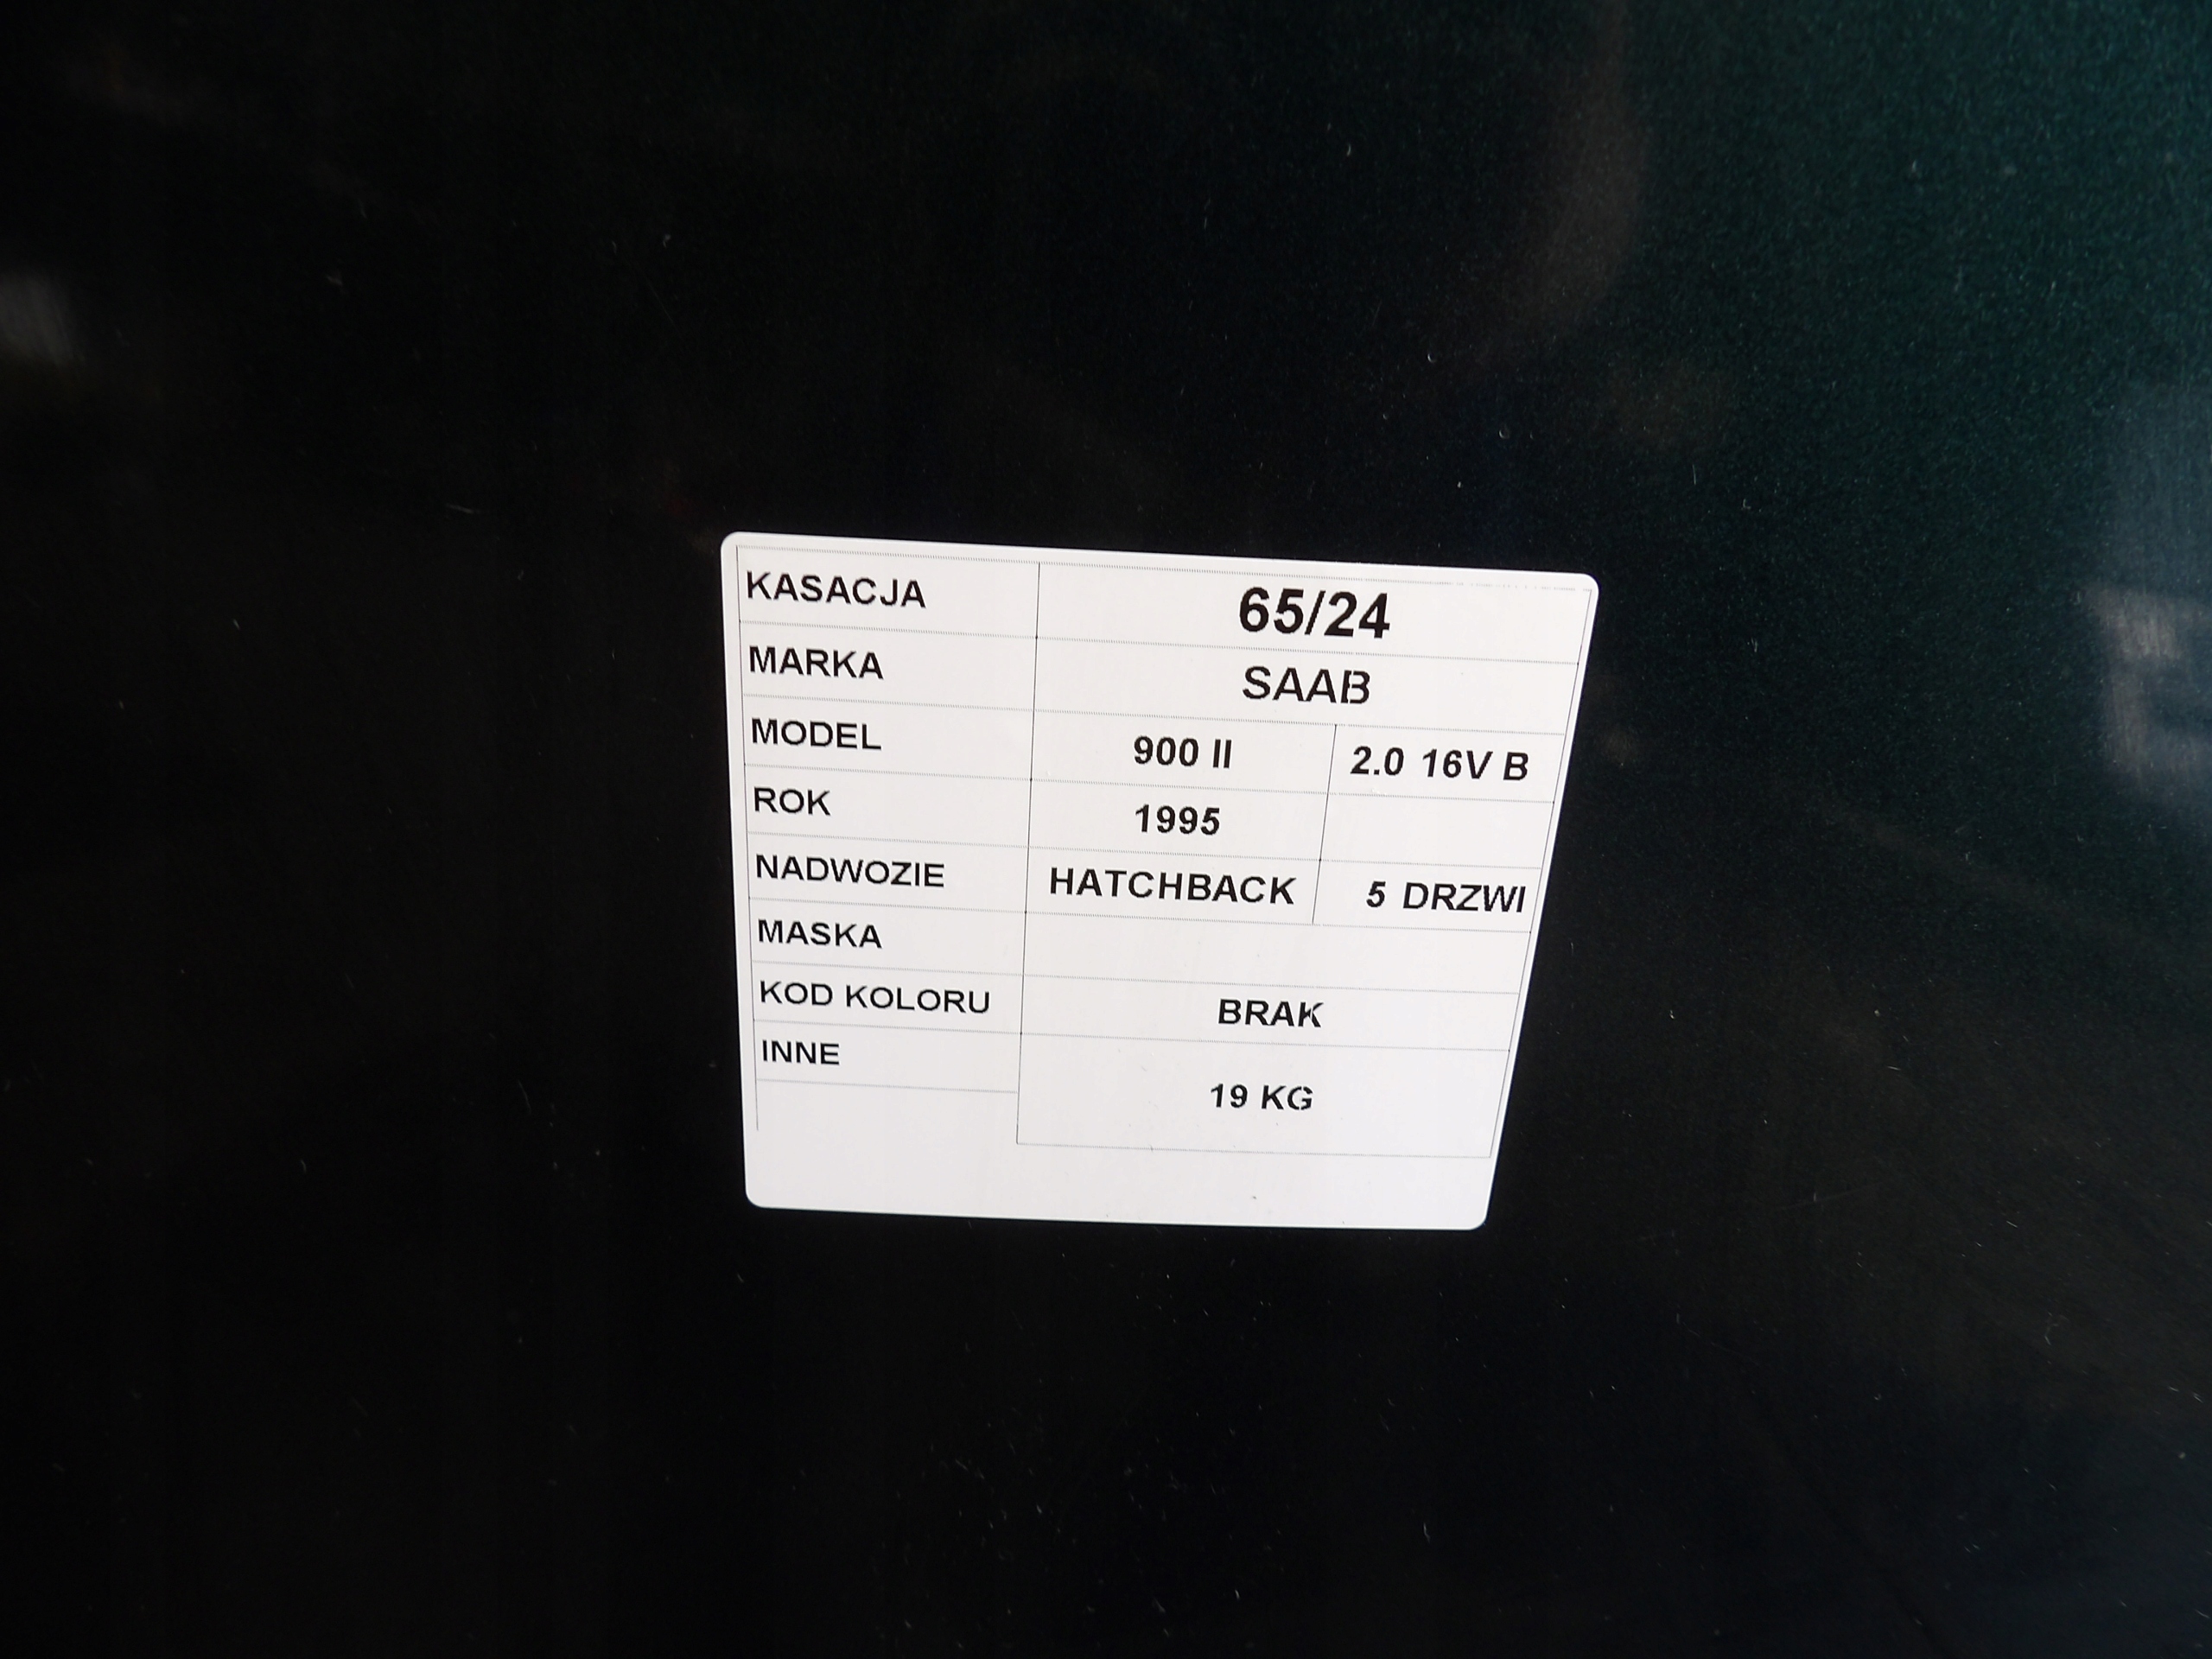 KASACJA 65/24
MARKA SAAB
MODEL 900 II 2.0 16V B
ROK 1995
NADWOZIE HATCHBACK 5 DRZWI
MASKA
KOD KOLORU BRAK
INNE 19 KG